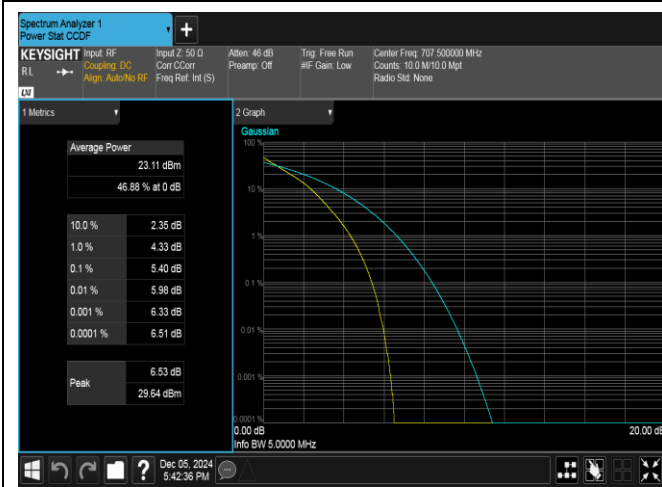 Spectrum Analyzer 1
Power Stat CCDF
+
KEYSIGHT
R L
LXI
Input: RF
Coupling: DC
Align: Auto/No RF
Input Z: 50 Ω
Corr CCorr
Freq Ref: Int (S)
Atten: 46 dB
Preamp: Off
Trig: Free Run
#IF Gain: Low
Center Freq: 707.500000 MHz
Counts: 10.0 M/10.0 Mpt
Radio Std: None
1 Metrics
Average Power
23.11 dBm
46.88 % at 0 dB
10.0 % 2.35 dB
1.0 % 4.33 dB
0.1 % 5.40 dB
0.01 % 5.98 dB
0.001 % 6.33 dB
0.0001 % 6.51 dB
Peak
6.53 dB
29.64 dBm
2 Graph
Gaussian
100 %
10 %
1 %
0.1 %
0.01 %
0.001 %
0.0001 %
0.00 dB
20.00 dB
Info BW 5.0000 MHz
?
Dec 05, 2024
5:42:36 PM